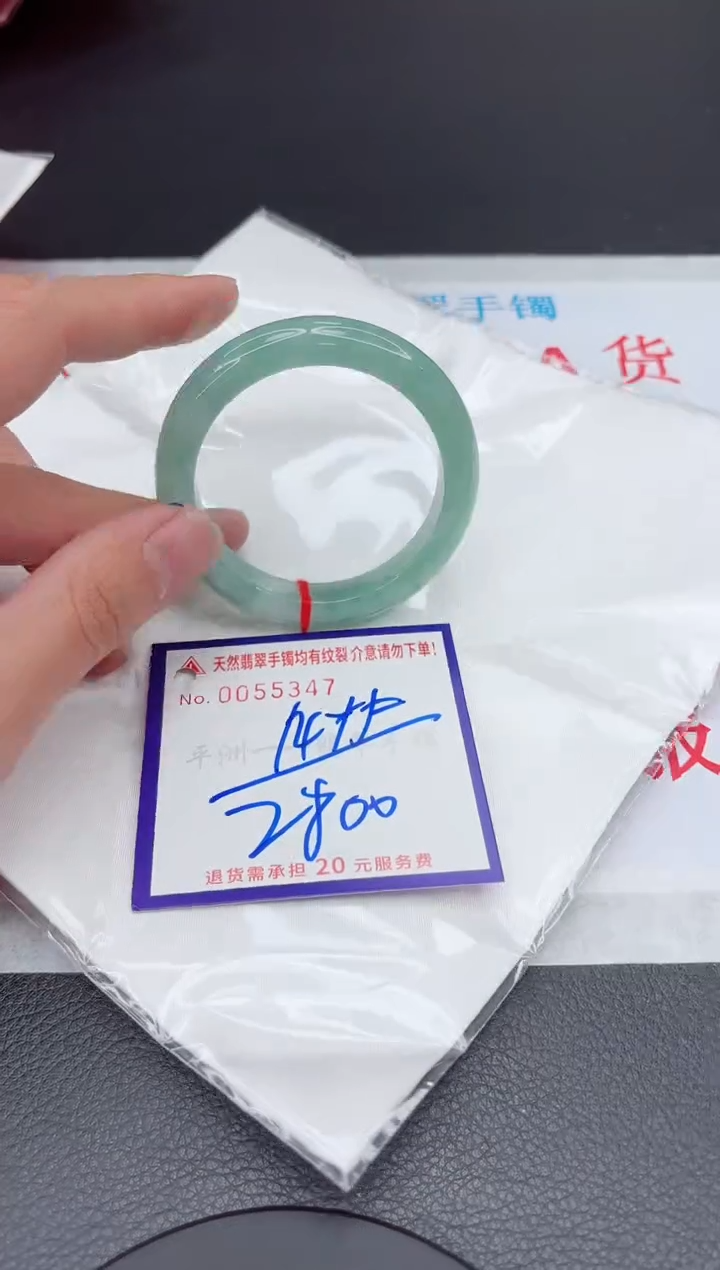 翠手镯
A货
天然翡翠手镯均有纹裂介意请勿下单!
No. 0055347
2800
退货需承担 20 元服务费